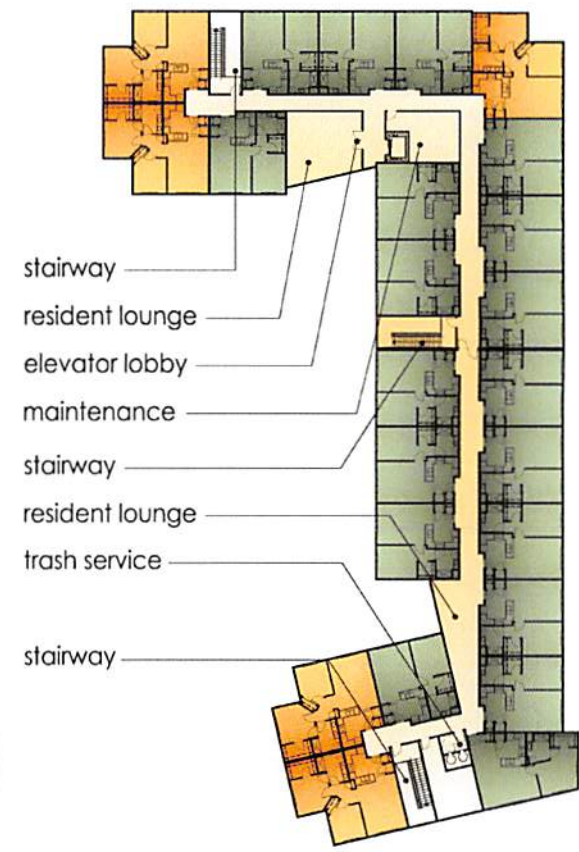 stairway
resident lounge
elevator lobby
maintenance
stairway
resident lounge
trash service
stairway